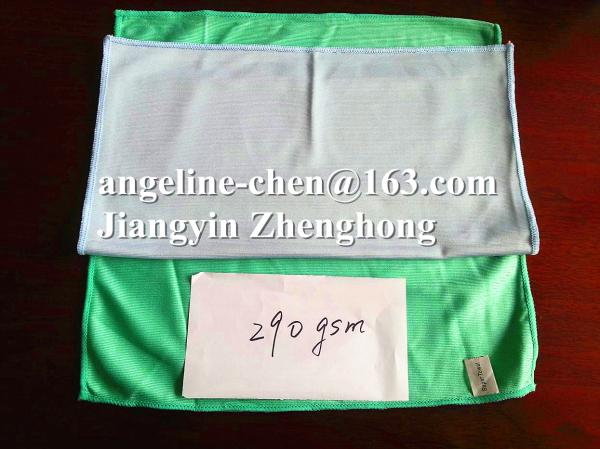 angeline-chen@163.com
Jiangyin Zhenghong
290 gsm